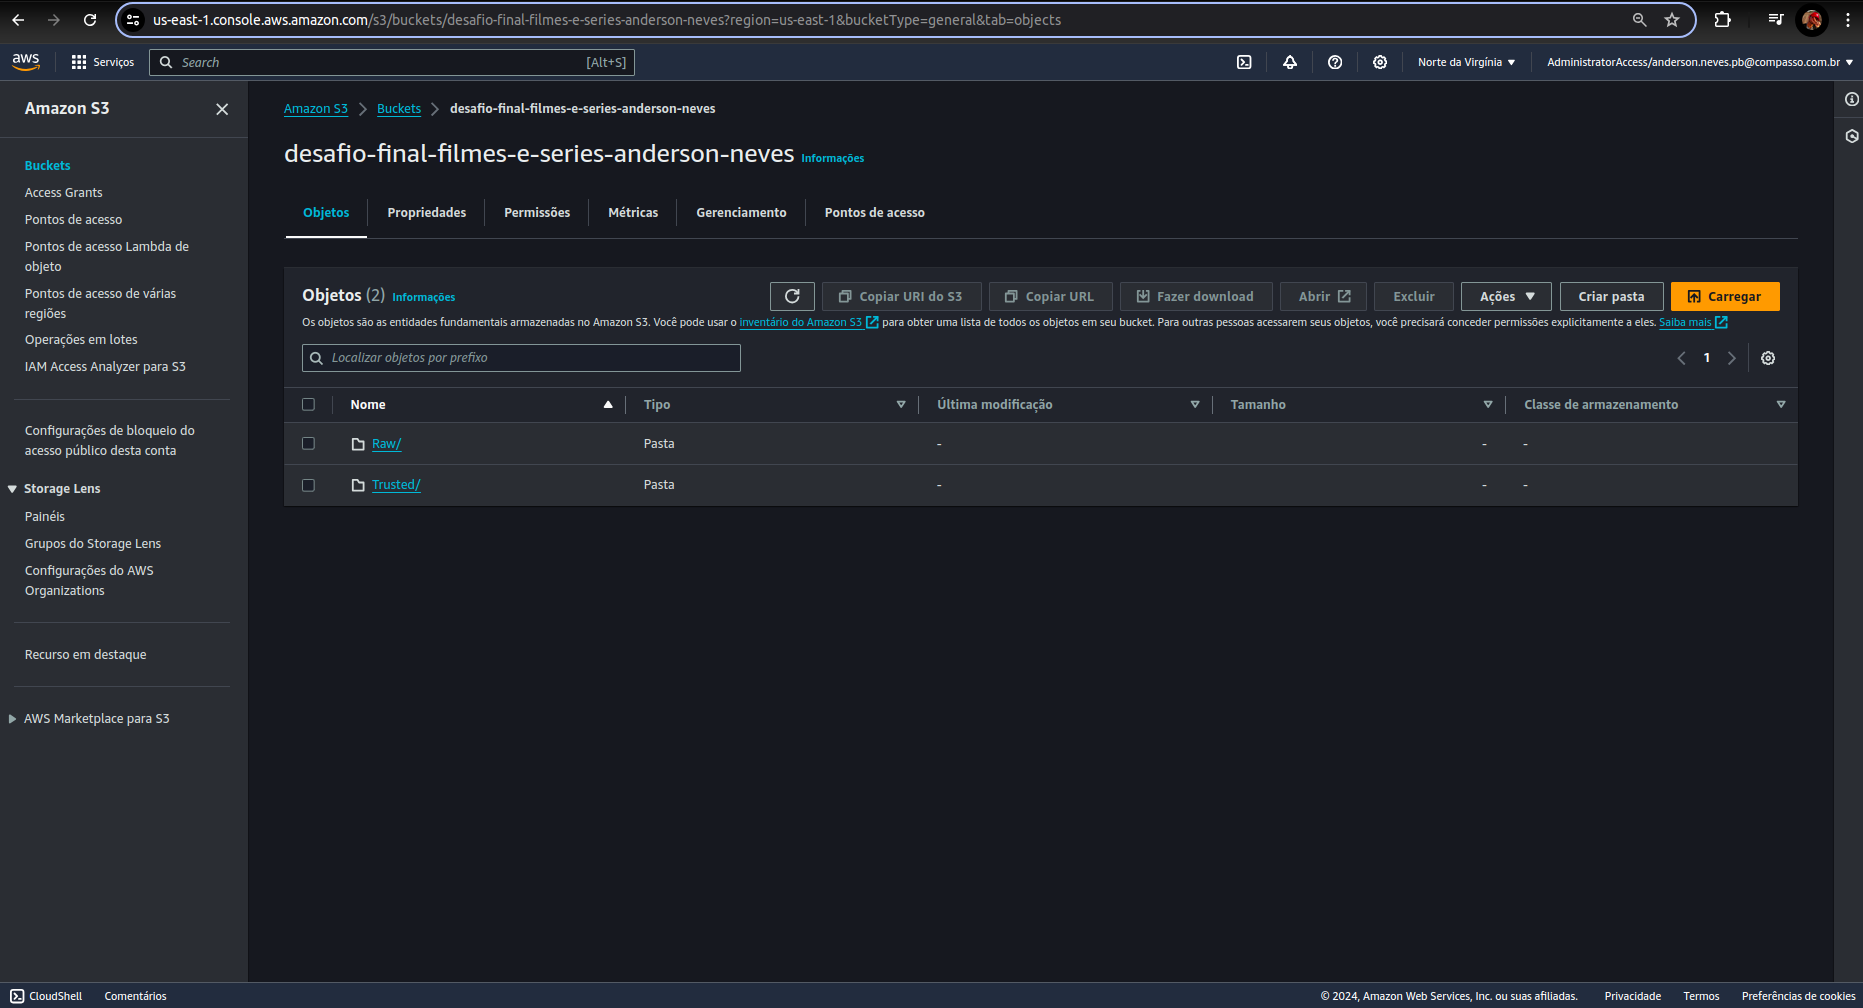 us-east-1.console.aws.amazon.com/s3/buckets/desafio-final-filmes-e-series-anderson-neves?region=us-east-1&bucketType=general&tab=objects
aws
Serviços
Search
[Alt+S]
Norte da Virgínia
AdministratorAccess/anderson.neves.pb@compasso.com.br
Amazon S3
Buckets
Access Grants
Pontos de acesso
Pontos de acesso Lambda de
objeto
Pontos de acesso de várias
regiões
Operações em lotes
IAM Access Analyzer para S3
Configurações de bloqueio do
acesso público desta conta
Storage Lens
Painéis
Grupos do Storage Lens
Configurações do AWS
Organizations
Recurso em destaque
AWS Marketplace para S3
Amazon S3 Buckets desafio-final-filmes-e-series-anderson-neves
desafio-final-filmes-e-series-anderson-neves Informações
Objetos Propriedades Permissões Métricas Gerenciamento Pontos de acesso
Objetos (2) Informações
Copiar URI do S3 Copiar URL Fazer download Abrir Excluir Ações Criar pasta Carregar
Os objetos são as entidades fundamentais armazenadas no Amazon S3. Você pode usar o inventário do Amazon S3 para obter uma lista de todos os objetos em seu bucket. Para outras pessoas acessarem seus objetos, você precisará conceder permissões explicitamente a eles. Saiba mais
Localizar objetos por prefixo
1
Nome Tipo Última modificação Tamanho Classe de armazenamento
Raw/ Pasta - - -
Trusted/ Pasta - - -
CloudShell Comentários © 2024, Amazon Web Services, Inc. ou suas afiliadas. Privacidade Termos Preferências de cookies